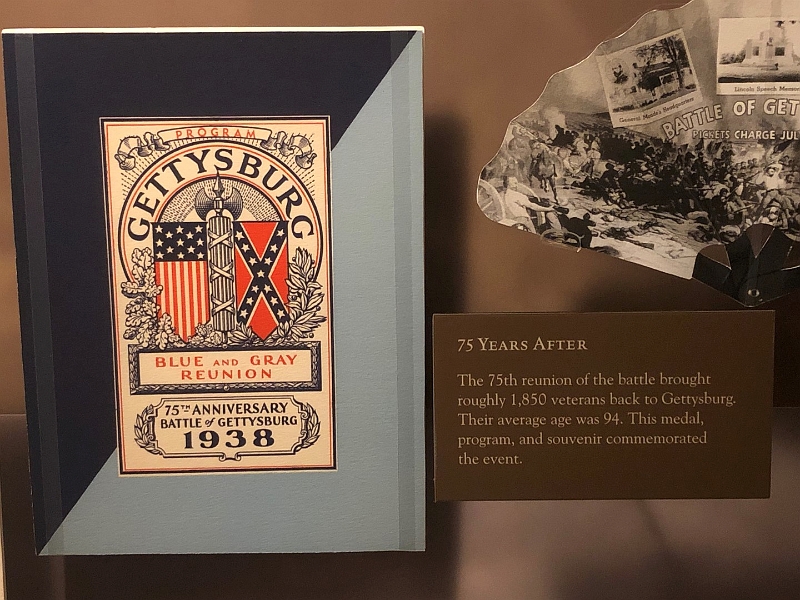 PROGRAM
GETTYSBURG
BLUE AND GRAY
REUNION
75TH ANNIVERSARY
BATTLE of GETTYSBURG
1938
General Meade's Headquarters
Lincoln Speech Memor
BATTLE OF GET
PICKETS CHARGE JUL
75 YEARS AFTER
The 75th reunion of the battle brought
roughly 1,850 veterans back to Gettysburg.
Their average age was 94. This medal,
program, and souvenir commemorated
the event.